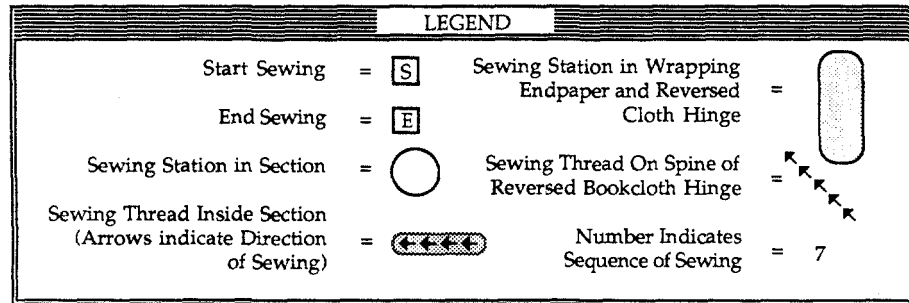 LEGEND
Start Sewing = S
End Sewing = E
Sewing Station in Section =
Sewing Thread Inside Section
(Arrows indicate Direction =
of Sewing)
Sewing Station in Wrapping
Endpaper and Reversed =
Cloth Hinge
Sewing Thread On Spine of
Reversed Bookcloth Hinge =
Number Indicates
Sequence of Sewing = 7